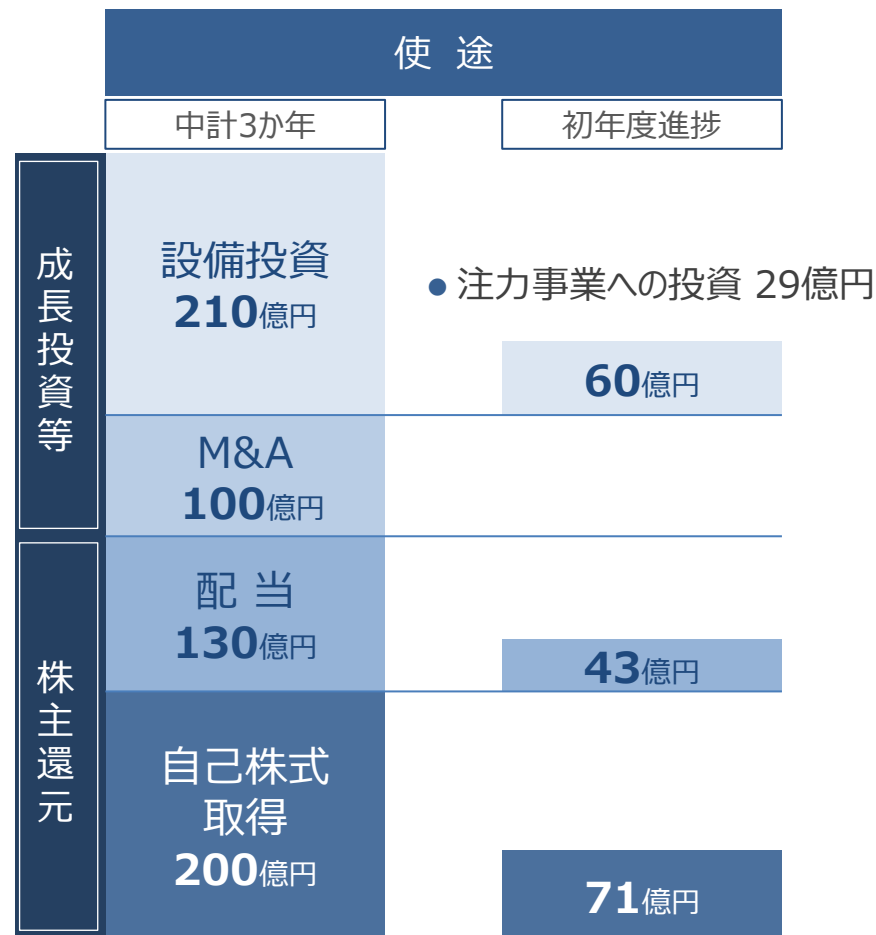 使 途
中計3か年
初年度進捗
成長投資等
設備投資
210億円
● 注力事業への投資 29億円
60億円
M&A
100億円
株主還元
配 当
130億円
43億円
自己株式
取得
200億円
71億円